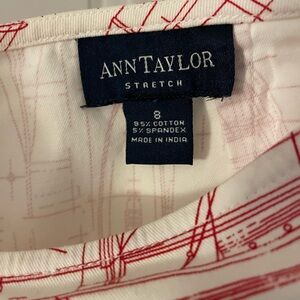 ANN TAYLOR
STRETCH
8
95% COTTON
5% SPANDEX
MADE IN INDIA